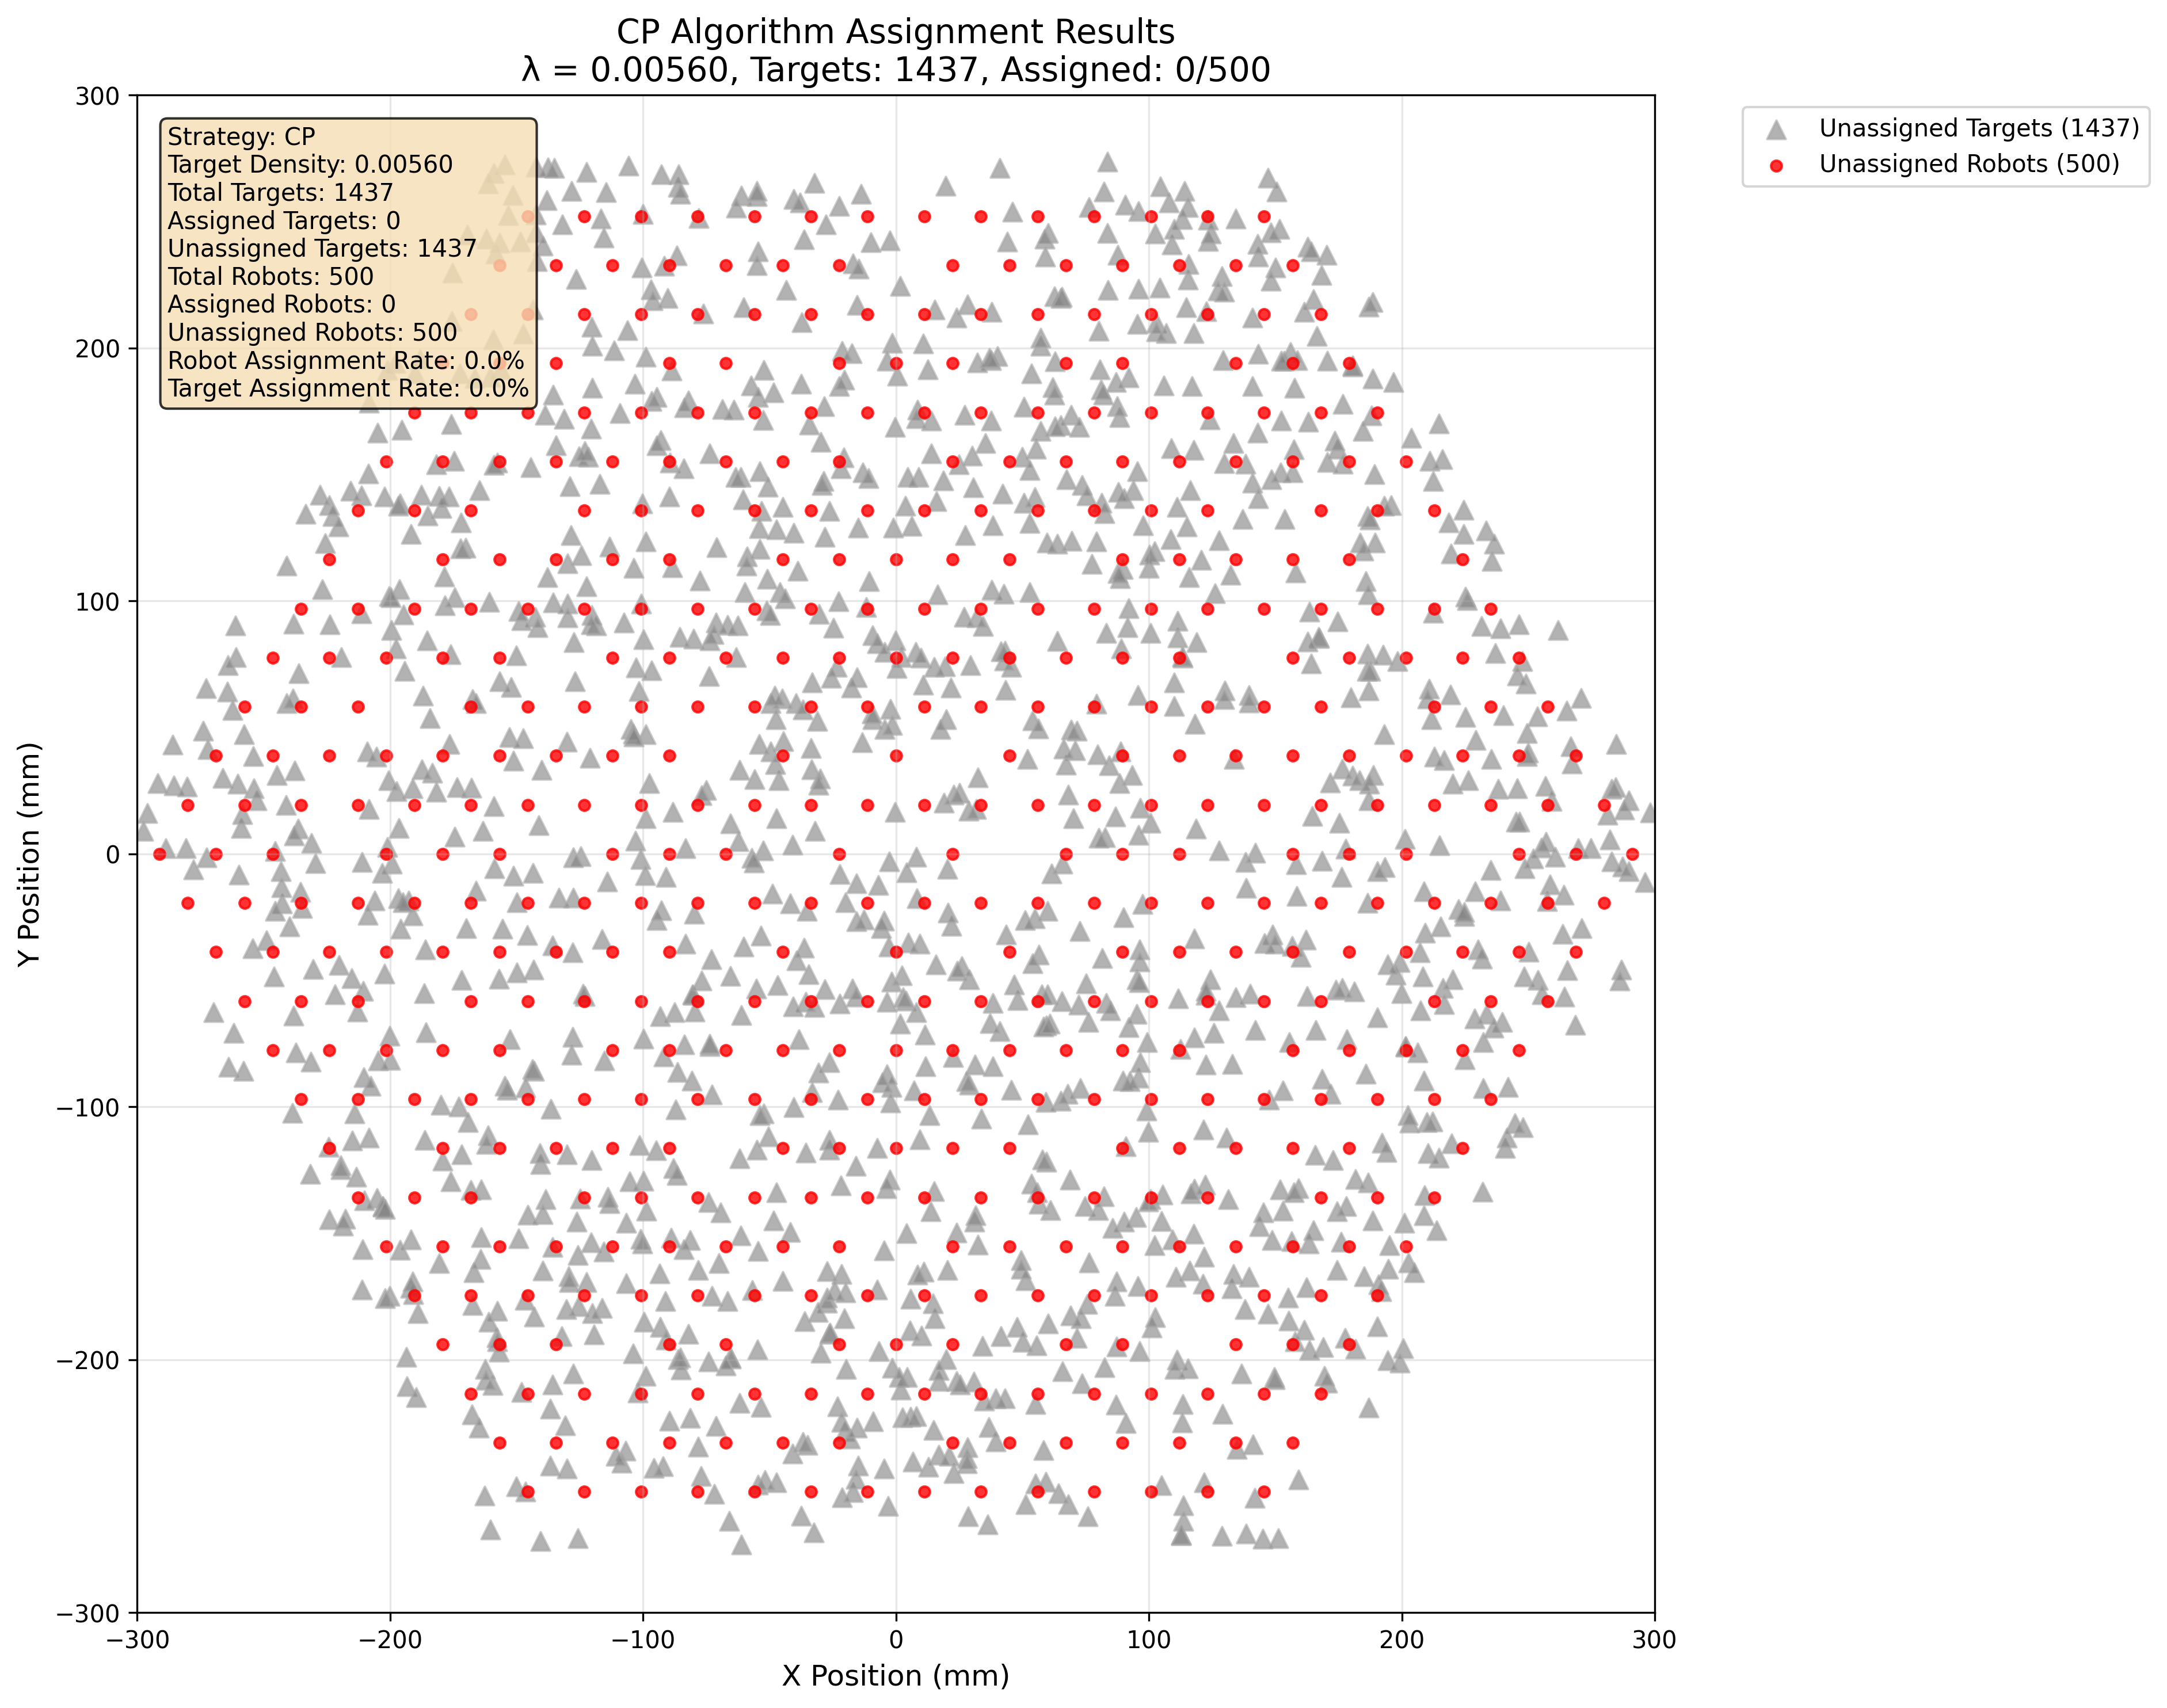 CP Algorithm Assignment Results
λ = 0.00560, Targets: 1437, Assigned: 0/500
Strategy: CP
Target Density: 0.00560
Total Targets: 1437
Assigned Targets: 0
Unassigned Targets: 1437
Total Robots: 500
Assigned Robots: 0
Unassigned Robots: 500
Robot Assignment Rate: 0.0%
Target Assignment Rate: 0.0%
Unassigned Targets (1437)
Unassigned Robots (500)
Y Position (mm)
300
200
100
0
−100
−200
−300
−300
−200
−100
0
100
200
300
X Position (mm)